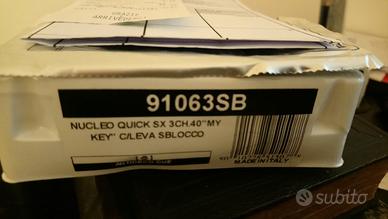 91063SB
NUCLEO QUICK SX 3CH.40"MY
KEY" C/LEVA SBLOCCO
MADE IN ITALY
subito